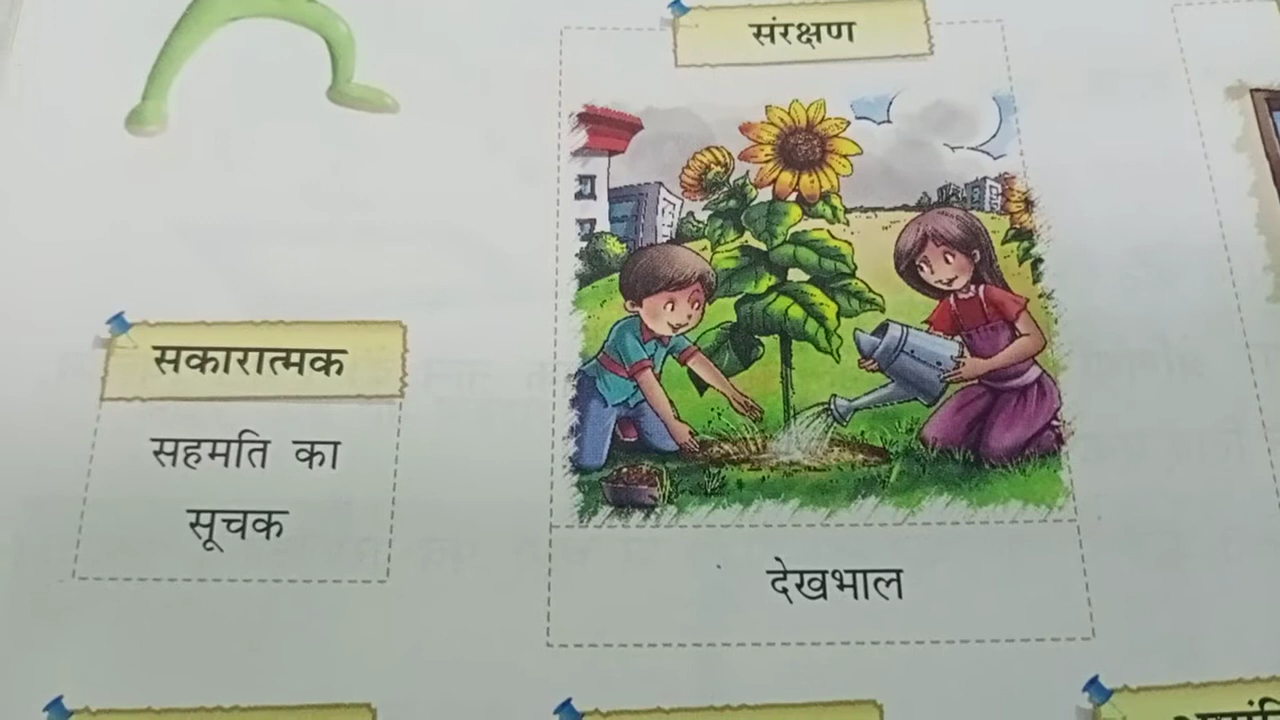 संरक्षण
सकारात्मक
सहमति का
सूचक
देखभाल